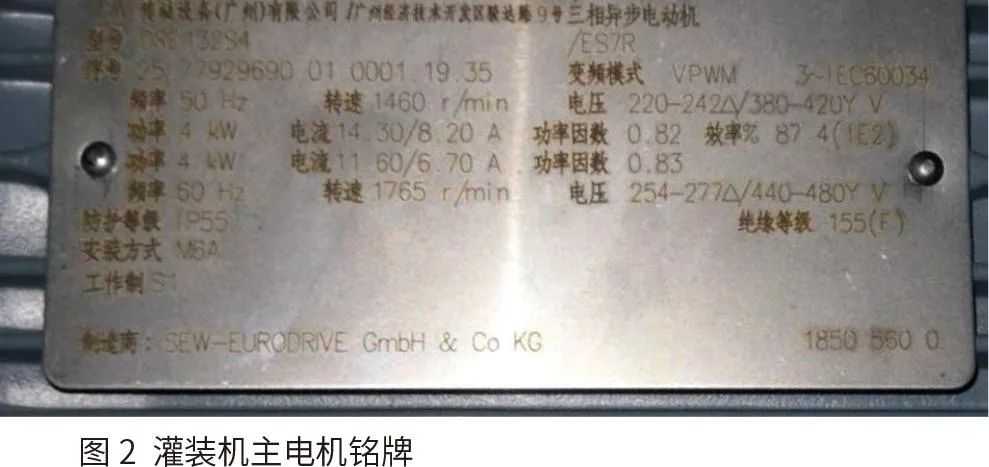 传动设备(广州)有限公司 /广州经济技术开发区骏达路9号三相异步电动机
型号 DRE132S4 /ES7R
序号 25.77929690.01.0001.19.35 变频模式 VPWM 3~IEC60034
频率 50 Hz 转速 1460 r/min 电压 220-242△/380-420Y V
功率 4 kW 电流 14.30/8.20 A 功率因数 0.82 效率% 87.4(IE2)
功率 4 kW 电流 11.60/6.70 A 功率因数 0.83
频率 60 Hz 转速 1765 r/min 电压 254-277△/440-480Y V
防护等级 IP55 绝缘等级 155(F)
安装方式 M6A
工作制 S1
制造商: SEW-EURODRIVE GmbH & Co KG 1850 560 0
图 2 灌装机主电机铭牌